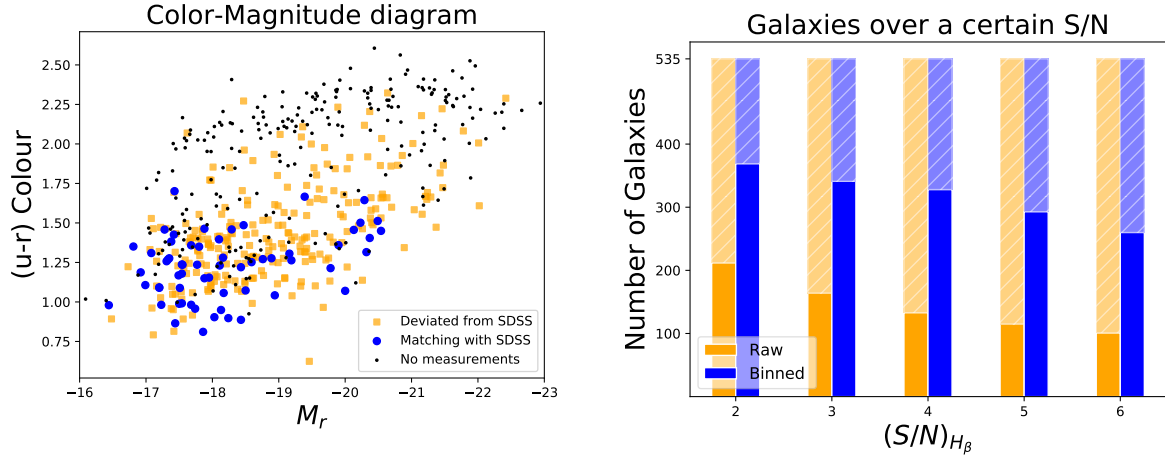 Color-Magnitude diagram
(u-r) Colour
2.50
2.25
2.00
1.75
1.50
1.25
1.00
0.75
Deviated from SDSS
Matching with SDSS
No measurements
−16 −17 −18 −19 −20 −21 −22 −23
M_r
Galaxies over a certain S/N
Number of Galaxies
535
400
300
200
100
Raw
Binned
2 3 4 5 6
(S/N)_{H_β}